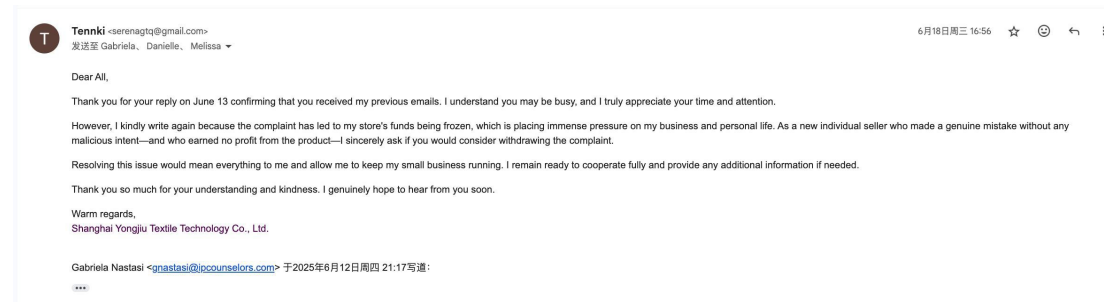 T
Tennki <serenagtq@gmail.com>
6月18日周三 16:56
发送至 Gabriela、 Danielle、 Melissa
Dear All,
Thank you for your reply on June 13 confirming that you received my previous emails. I understand you may be busy, and I truly appreciate your time and attention.
However, I kindly write again because the complaint has led to my store's funds being frozen, which is placing immense pressure on my business and personal life. As a new individual seller who made a genuine mistake without any
malicious intent—and who earned no profit from the product—I sincerely ask if you would consider withdrawing the complaint.
Resolving this issue would mean everything to me and allow me to keep my small business running. I remain ready to cooperate fully and provide any additional information if needed.
Thank you so much for your understanding and kindness. I genuinely hope to hear from you soon.
Warm regards,
Shanghai Yongjiu Textile Technology Co., Ltd.
Gabriela Nastasi <gnastasi@ipcounselors.com> 于2025年6月12日周四 21:17写道：